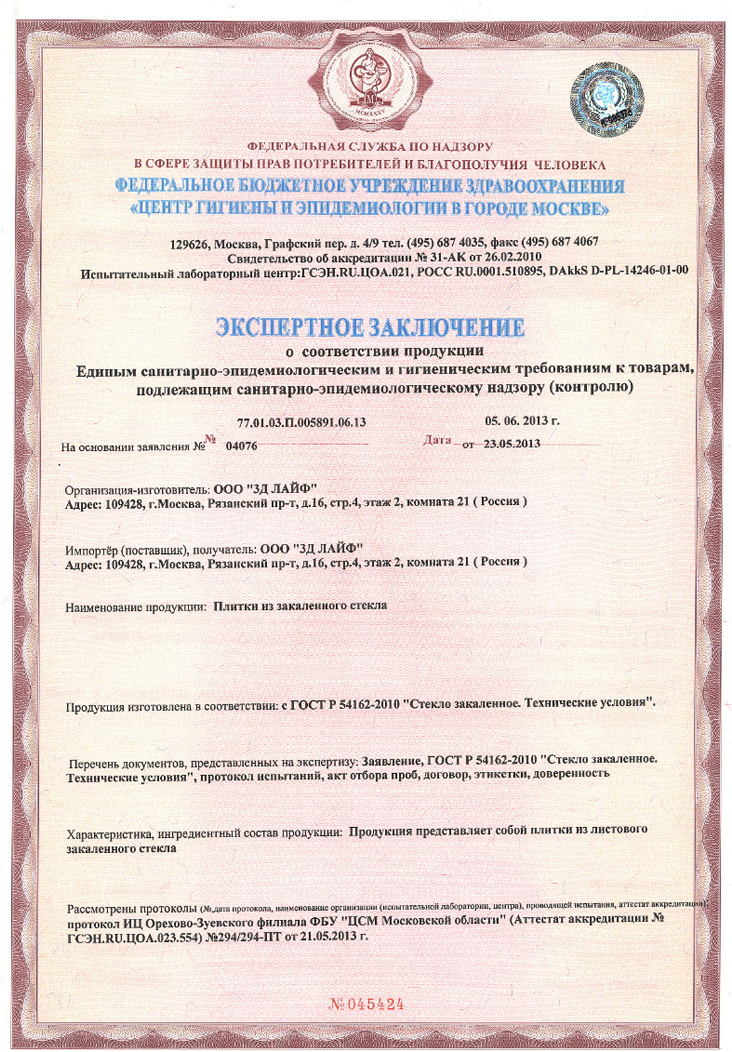 MCMXXXV
ФЕДЕРАЛЬНАЯ СЛУЖБА ПО НАДЗОРУ
В СФЕРЕ ЗАЩИТЫ ПРАВ ПОТРЕБИТЕЛЕЙ И БЛАГОПОЛУЧИЯ ЧЕЛОВЕКА
ФЕДЕРАЛЬНОЕ БЮДЖЕТНОЕ УЧРЕЖДЕНИЕ ЗДРАВООХРАНЕНИЯ
«ЦЕНТР ГИГИЕНЫ И ЭПИДЕМИОЛОГИИ В ГОРОДЕ МОСКВЕ»
129626, Москва, Графский пер. д. 4/9 тел. (495) 687 4035, факс (495) 687 4067
Свидетельство об аккредитации № 31-АК от 26.02.2010
Испытательный лабораторный центр:ГСЭН.RU.ЦОА.021, РОСС RU.0001.510895, DAkkS D-PL-14246-01-00
ЭКСПЕРТНОЕ ЗАКЛЮЧЕНИЕ
о соответствии продукции
Единым санитарно-эпидемиологическим и гигиеническим требованиям к товарам,
подлежащим санитарно-эпидемиологическому надзору (контролю)
77.01.03.П.005891.06.13 05. 06. 2013 г.
На основании заявления № № 04076 Дата от 23.05.2013
Организация-изготовитель: ООО "3Д ЛАЙФ"
Адрес: 109428, г.Москва, Рязанский пр-т, д.16, стр.4, этаж 2, комната 21 ( Россия )
Импортёр (поставщик), получатель: ООО "3Д ЛАЙФ"
Адрес: 109428, г.Москва, Рязанский пр-т, д.16, стр.4, этаж 2, комната 21 ( Россия )
Наименование продукции: Плитки из закаленного стекла
Продукция изготовлена в соответствии: с ГОСТ Р 54162-2010 "Стекло закаленное. Технические условия".
Перечень документов, представленных на экспертизу: Заявление, ГОСТ Р 54162-2010 "Стекло закаленное.
Технические условия", протокол испытаний, акт отбора проб, договор, этикетки, доверенность
Характеристика, ингредиентный состав продукции: Продукция представляет собой плитки из листового
закаленного стекла
Рассмотрены протоколы (№,дата протокола, наименование организации (испытательной лаборатории, центра), проводящей испытания, аттестат аккредитации):
протокол ИЦ Орехово-Зуевского филиала ФБУ "ЦСМ Московской области" (Аттестат аккредитации №
ГСЭН.RU.ЦОА.023.554) №294/294-ПТ от 21.05.2013 г.
№045424